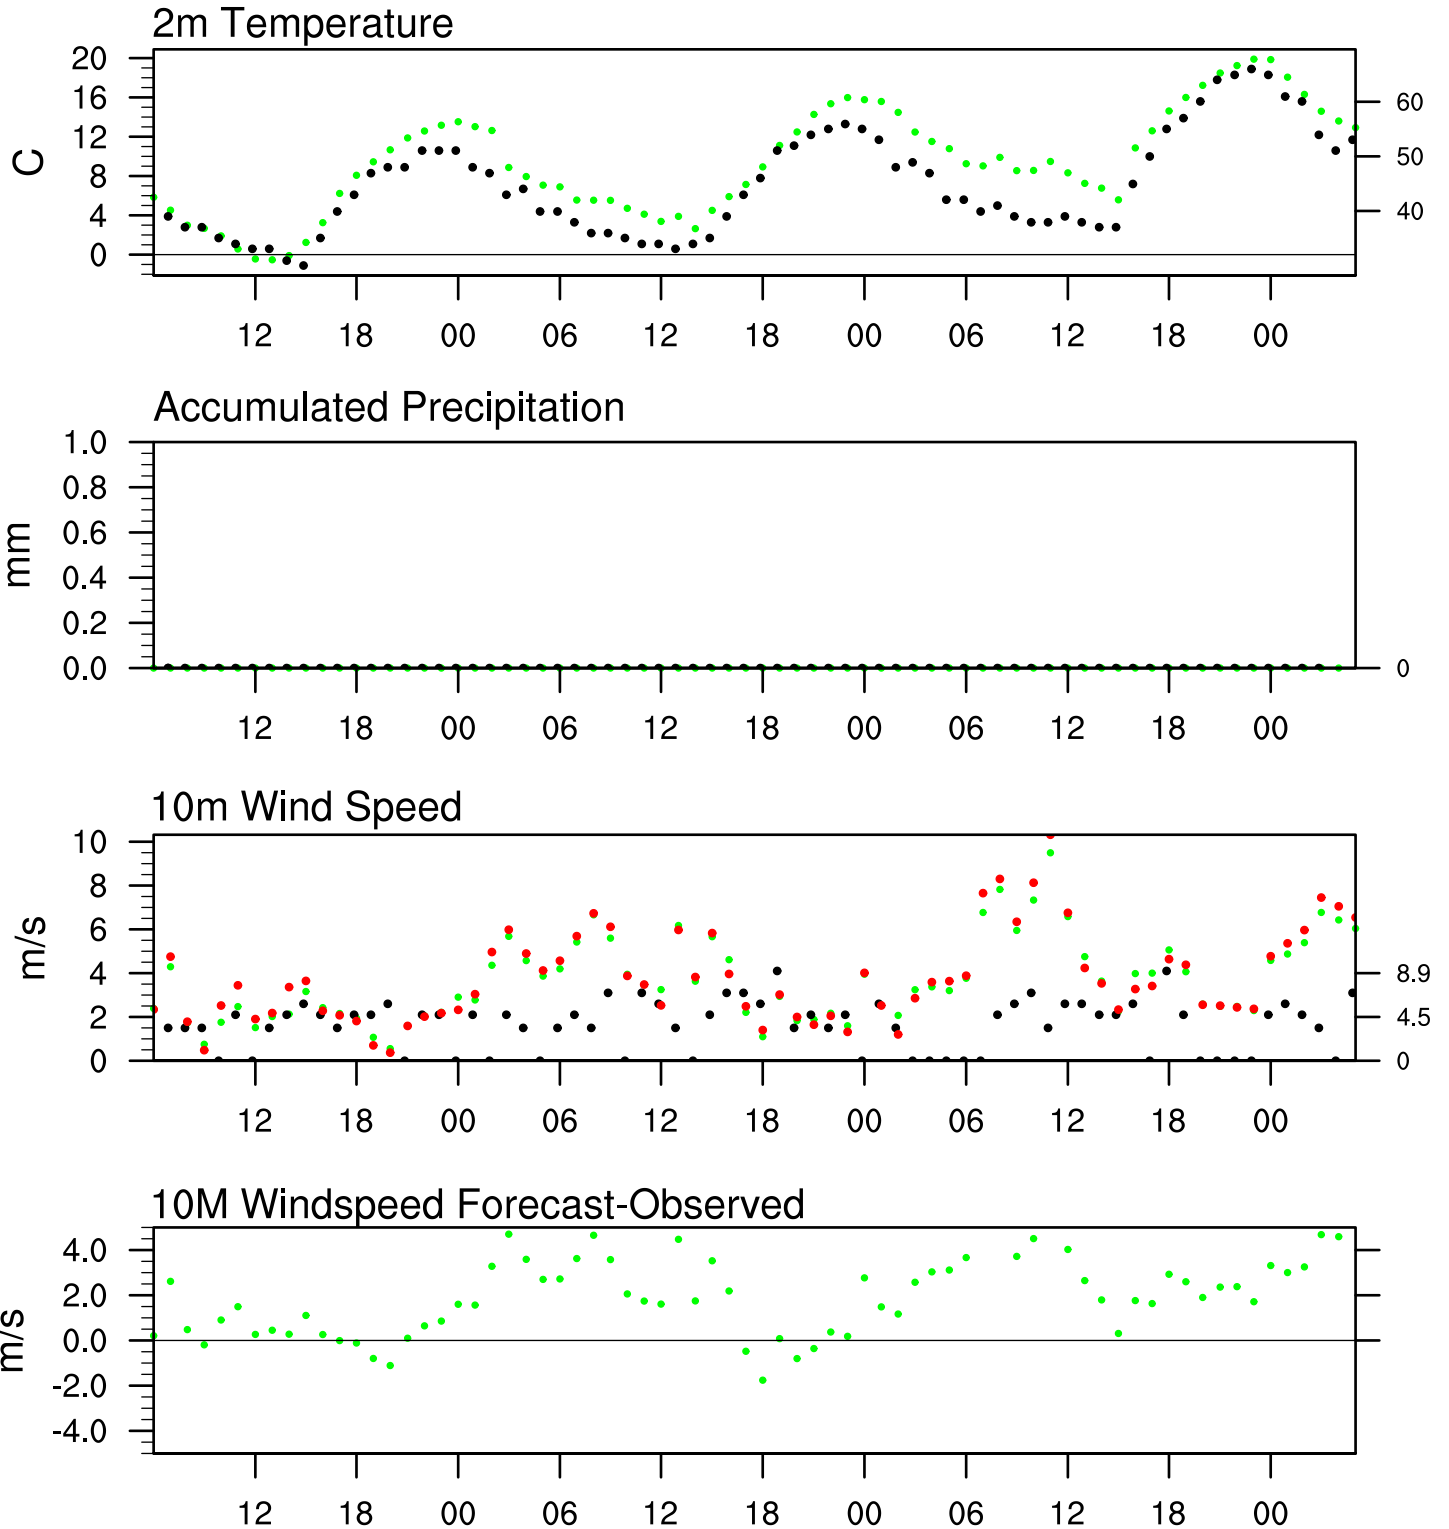 2m Temperature
20
16
12
8
4
0
C
60
50
40
12 18 00 06 12 18 00 06 12 18 00
Accumulated Precipitation
1.0
0.8
0.6
0.4
0.2
0.0
mm
0
12 18 00 06 12 18 00 06 12 18 00
10m Wind Speed
10
8
6
4
2
0
m/s
8.9
4.5
0
12 18 00 06 12 18 00 06 12 18 00
10M Windspeed Forecast-Observed
4.0
2.0
0.0
-2.0
-4.0
m/s
12 18 00 06 12 18 00 06 12 18 00